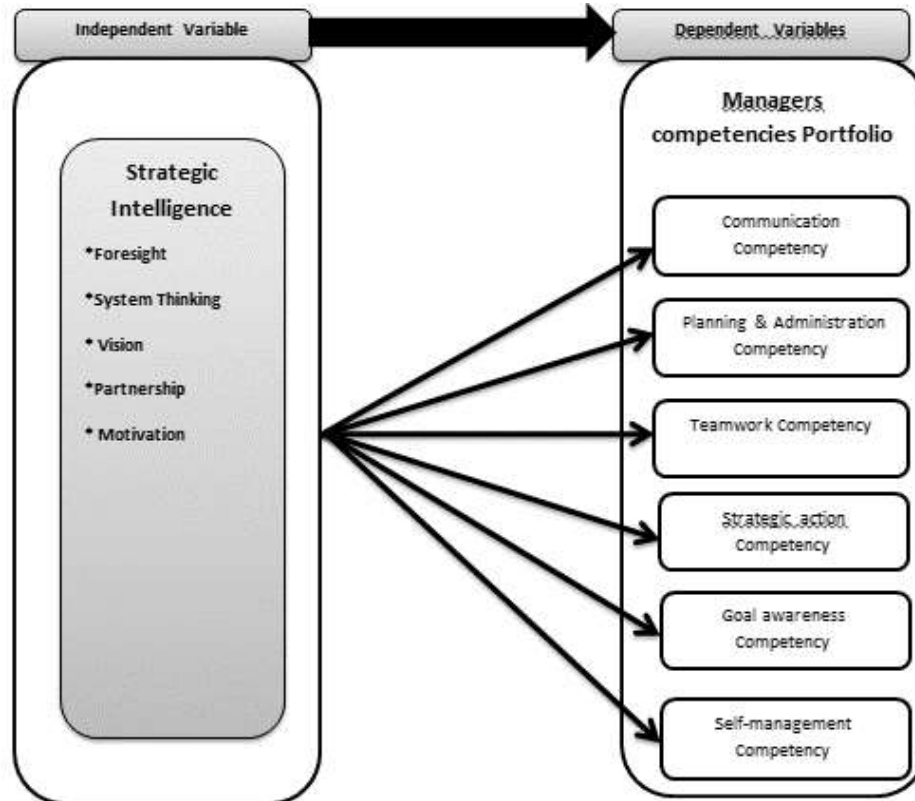 Independent Variable
Dependent Variables
Strategic
Intelligence
*Foresight
*System Thinking
* Vision
*Partnership
* Motivation
Managers
competencies Portfolio
Communication
Competency
Planning & Administration
Competency
Teamwork Competency
Strategic action
Competency
Goal awareness
Competency
Self-management
Competency